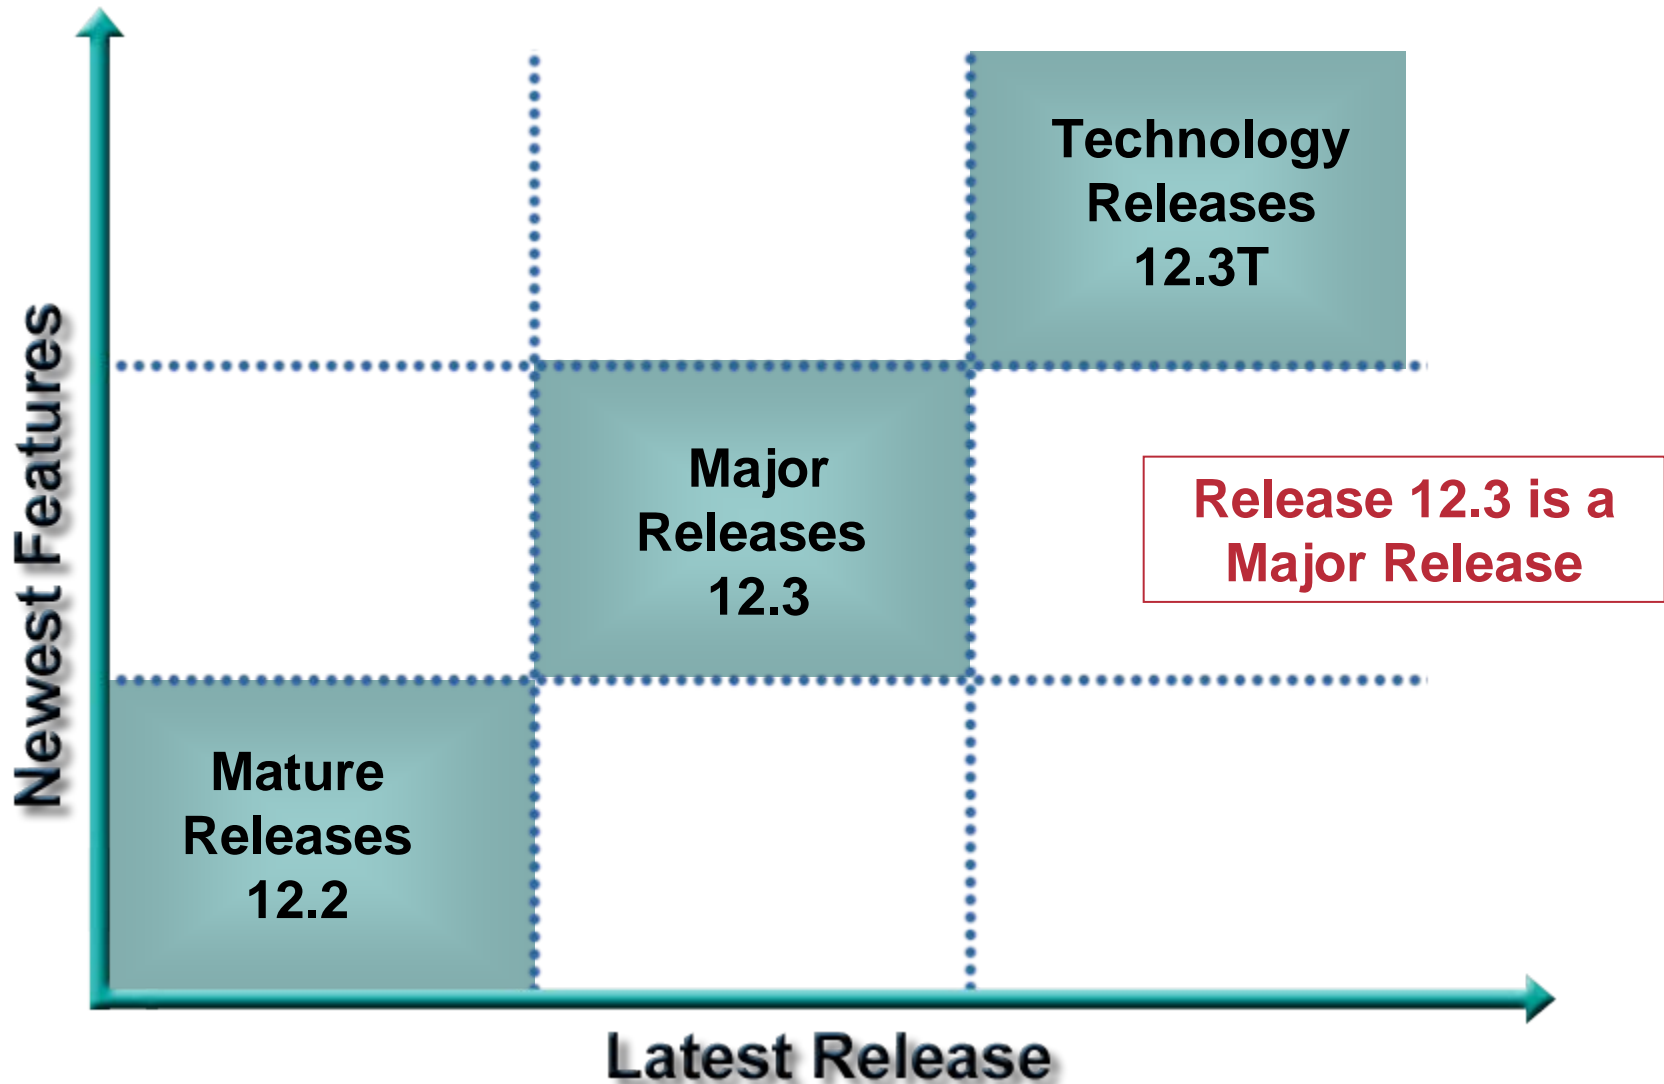 Technology
Releases
12.3T
Newest Features
Major
Releases
12.3
Release 12.3 is a
Major Release
Mature
Releases
12.2
Latest Release